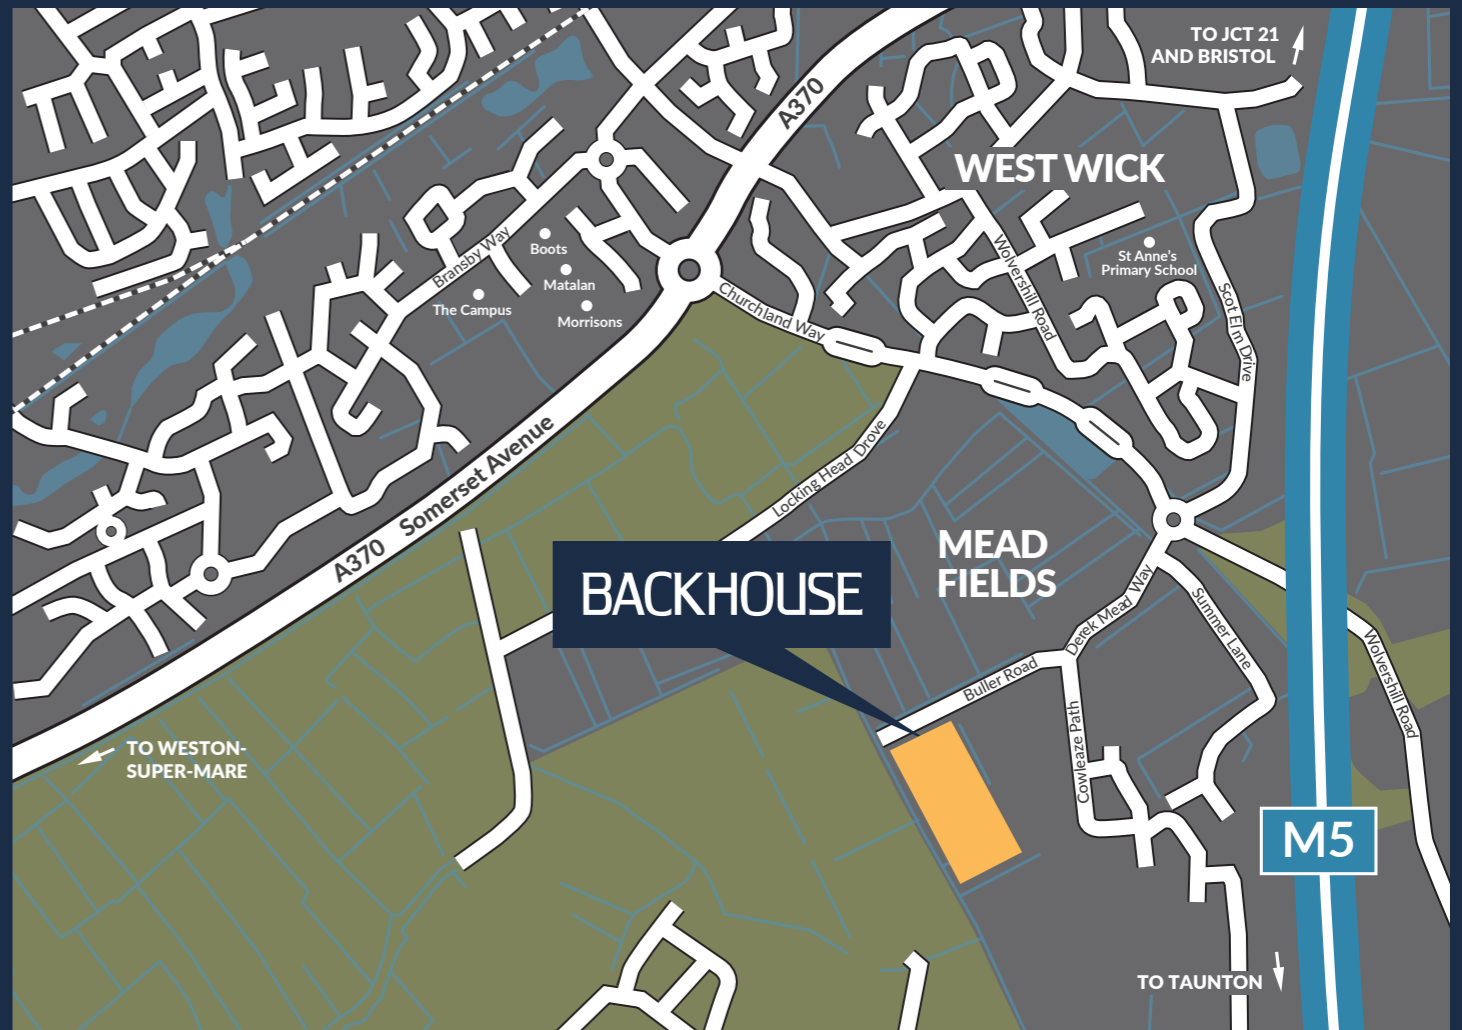 TO JCT 21
AND BRISTOL
A370
WEST WICK
Boots
Matalan
Morrisons
The Campus
Bransby Way
Churchland Way
Wolvershill Road
St Anne's
Primary School
Scot Elm Drive
A370 Somerset Avenue
Locking Head Drove
MEAD
FIELDS
BACKHOUSE
Derek Mead Way
Summer Lane
Buller Road
Cowleaze Path
Wolvershill Road
TO WESTON-
SUPER-MARE
M5
TO TAUNTON